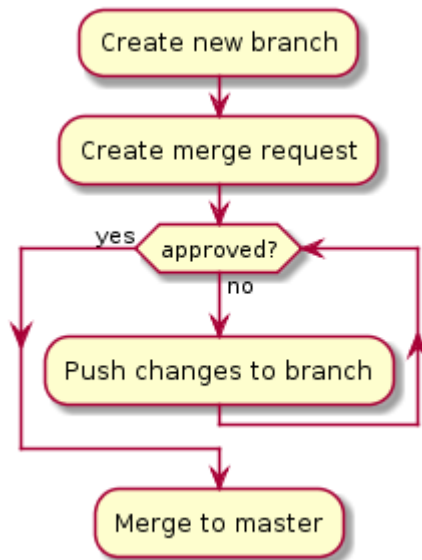 Create new branch
Create merge request
yes
approved?
no
Push changes to branch
Merge to master